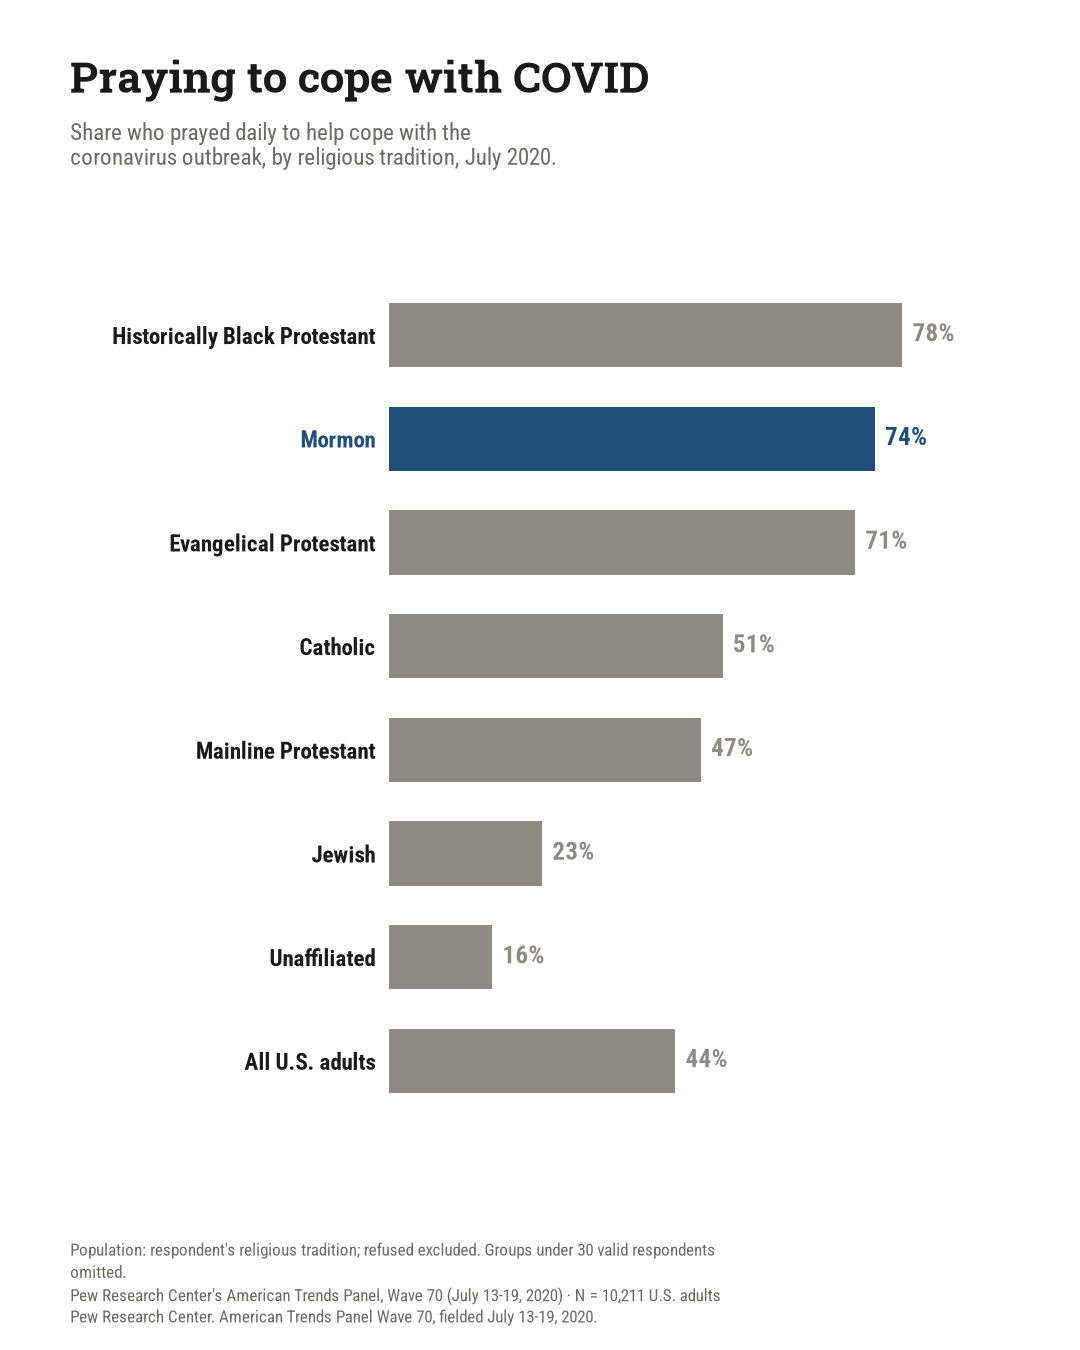 Praying to cope with COVID
Share who prayed daily to help cope with the
coronavirus outbreak, by religious tradition, July 2020.
Historically Black Protestant 78%
Mormon 74%
Evangelical Protestant 71%
Catholic 51%
Mainline Protestant 47%
Jewish 23%
Unaffiliated 16%
All U.S. adults 44%
Population: respondent's religious tradition; refused excluded. Groups under 30 valid respondents
omitted.
Pew Research Center's American Trends Panel, Wave 70 (July 13-19, 2020) · N = 10,211 U.S. adults
Pew Research Center. American Trends Panel Wave 70, fielded July 13-19, 2020.